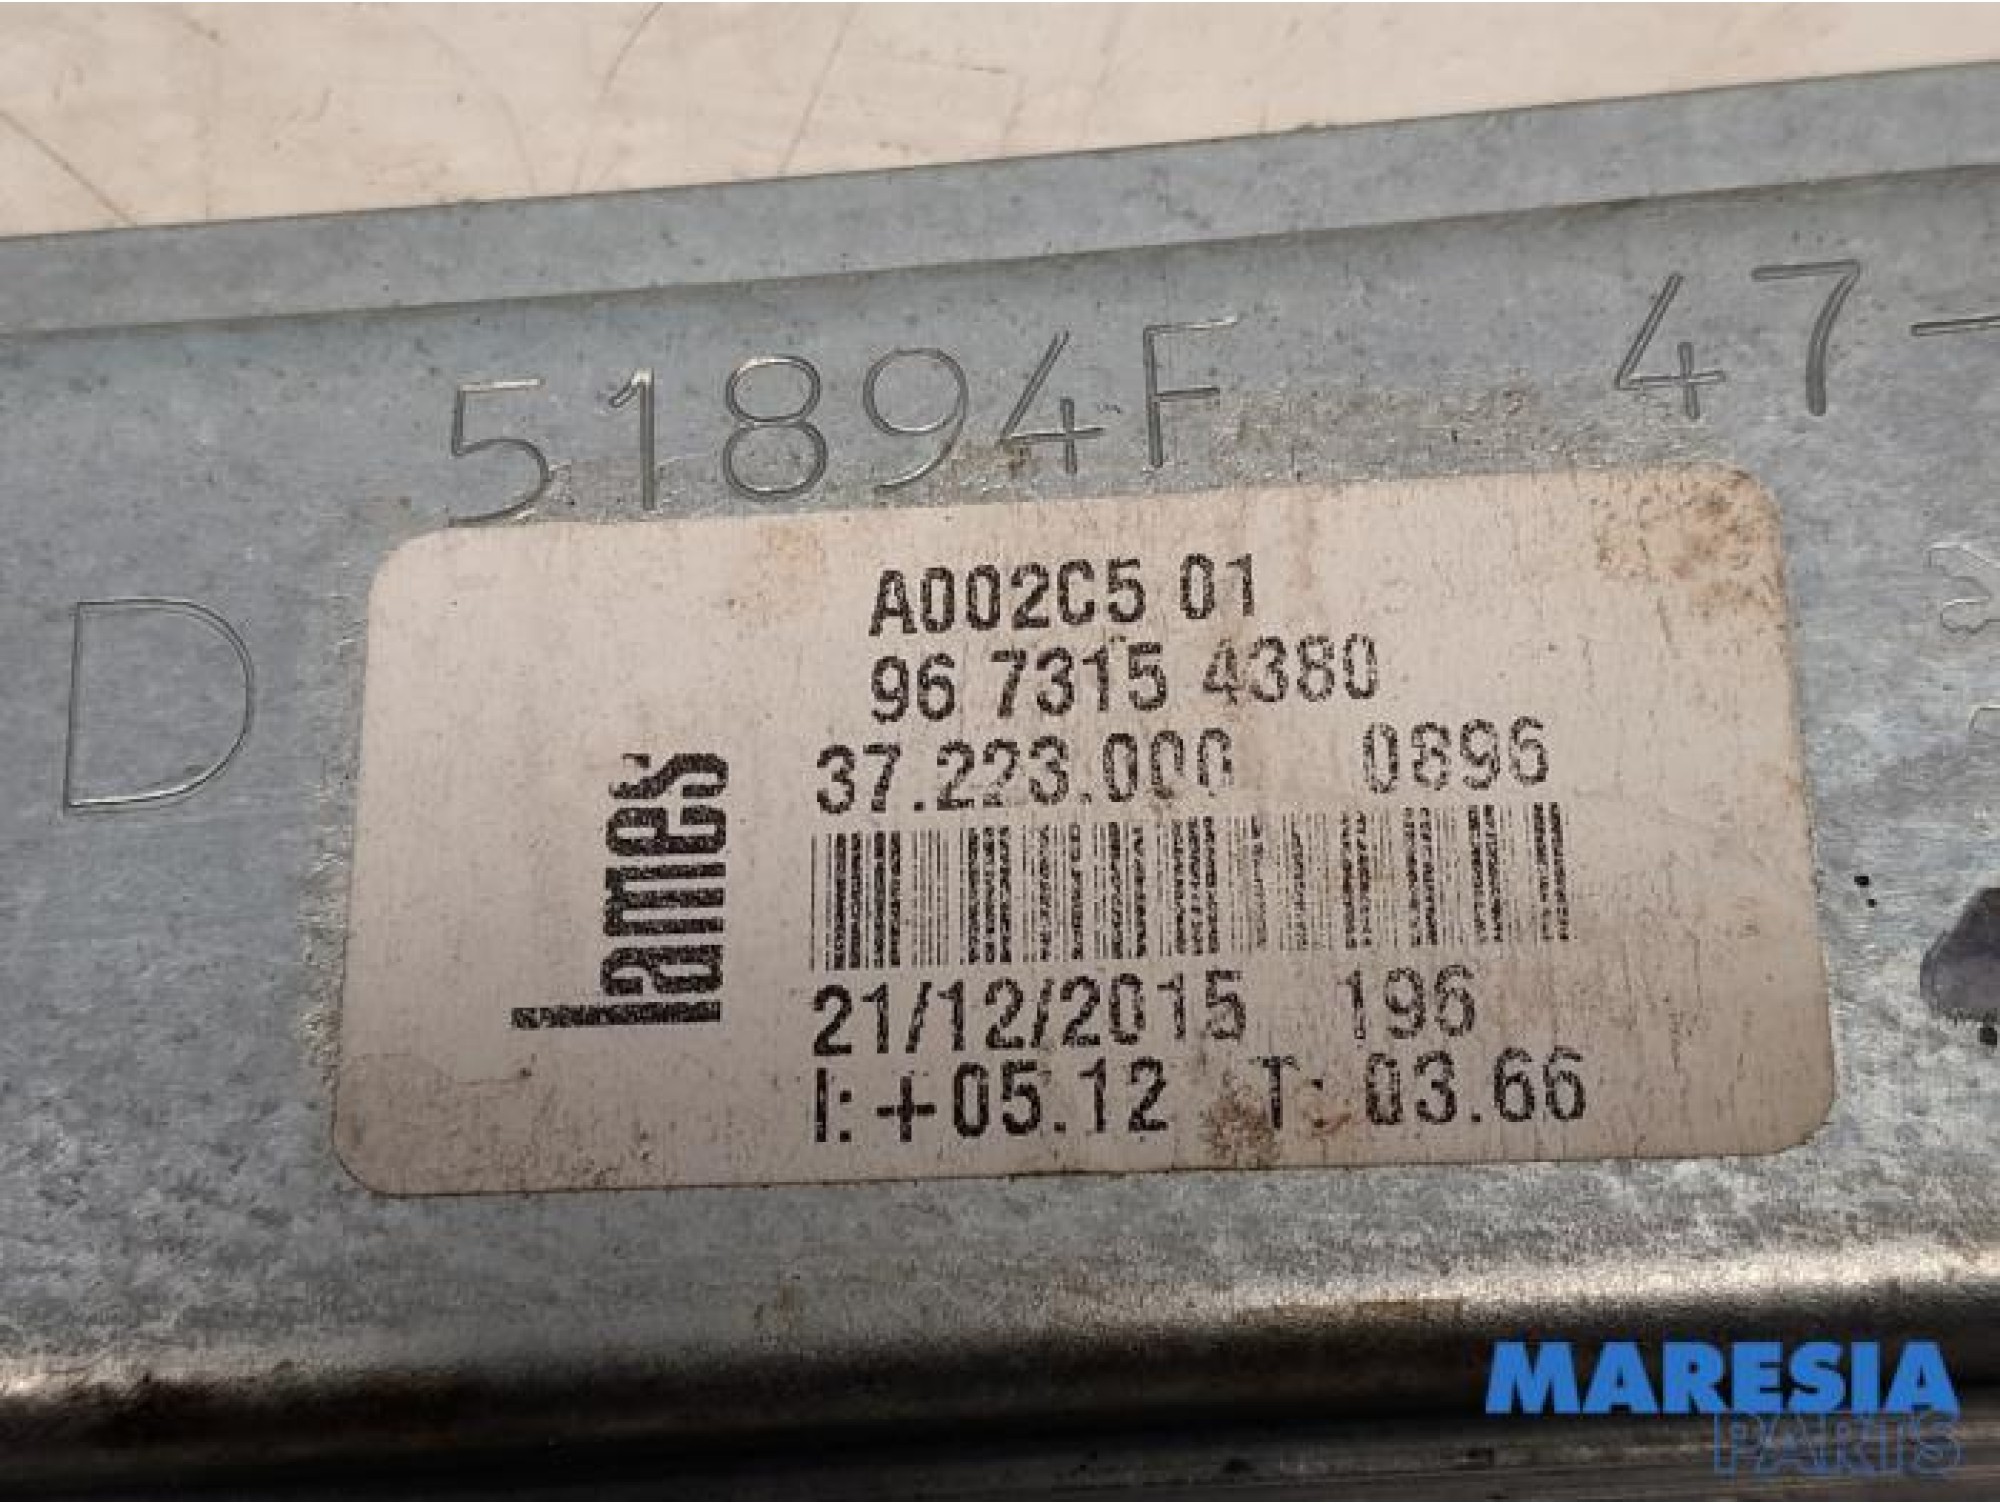 51894F 47-
D
A002C5 01
96 7315 4380
37.223.000 0896
Lames
21/12/2015 196
I: +05.12 T: 03.66
MARESIA
PARTS